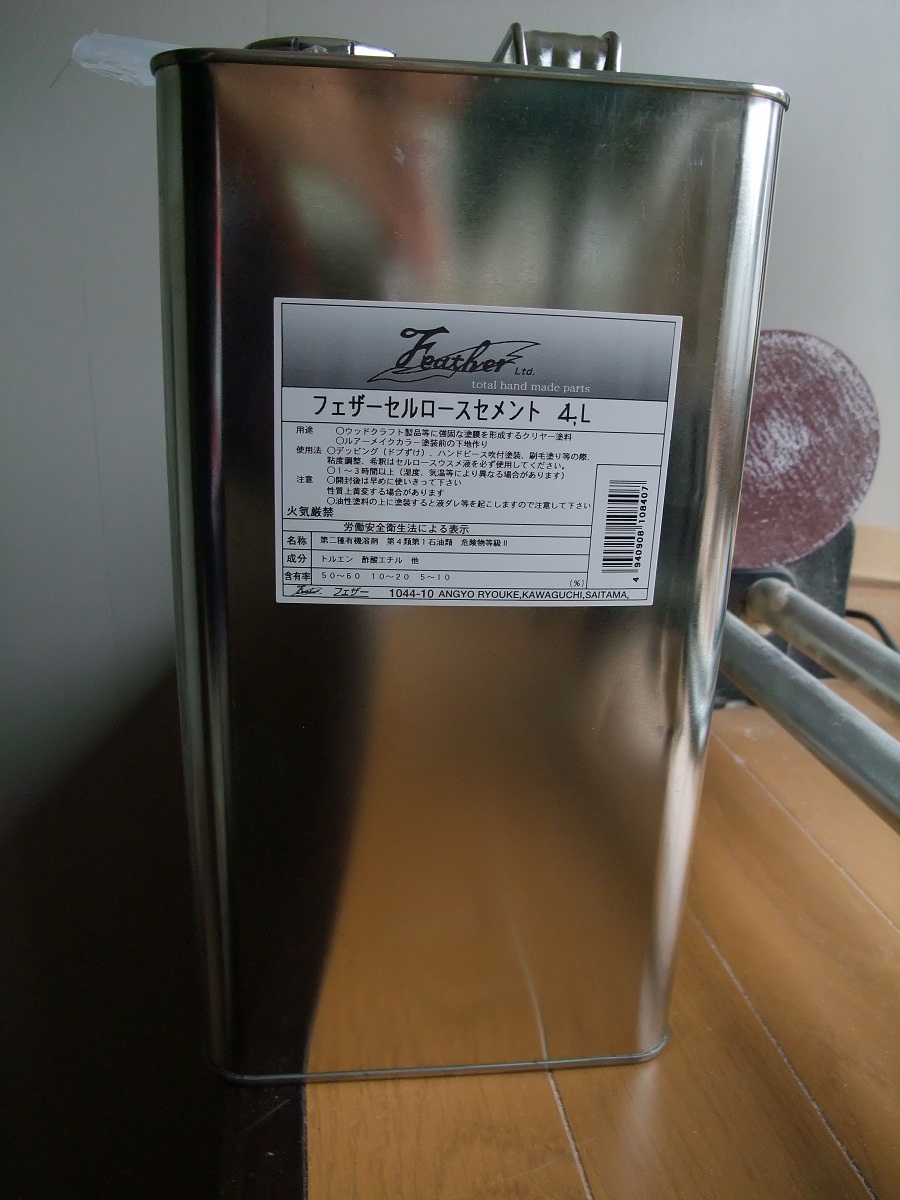 Feather Ltd.
total hand made parts
フェザーセルロースセメント 4,L
用途 ○ウッドクラフト製品等に強固な塗膜を形成するクリヤー塗料
○ルアーメイクカラー塗装前の下地作り
使用法 ○デッピング（ドブずけ）、ハンドピース吹付塗装、刷毛塗り等の際、
粘度調整、希釈はセルロースウスメ液を必ず使用してください。
○1～3時間以上（湿度、気温等により異なる場合があります）
注意 ○開封後は早めに使いきって下さい
性質上黄変する場合があります
○油性塗料の上に塗装すると液ダレ等を起こしますので注意して下さい
火気厳禁
労働安全衛生法による表示
名称 第二種有機溶剤 第4類第1石油類 危険物等級Ⅱ
成分 トルエン 酢酸エチル 他
含有率 50～60 10～20 5～10 (%)
Feather フェザー 1044-10 ANGYO RYOUKE,KAWAGUCHI,SAITAMA,
4 940908 108407